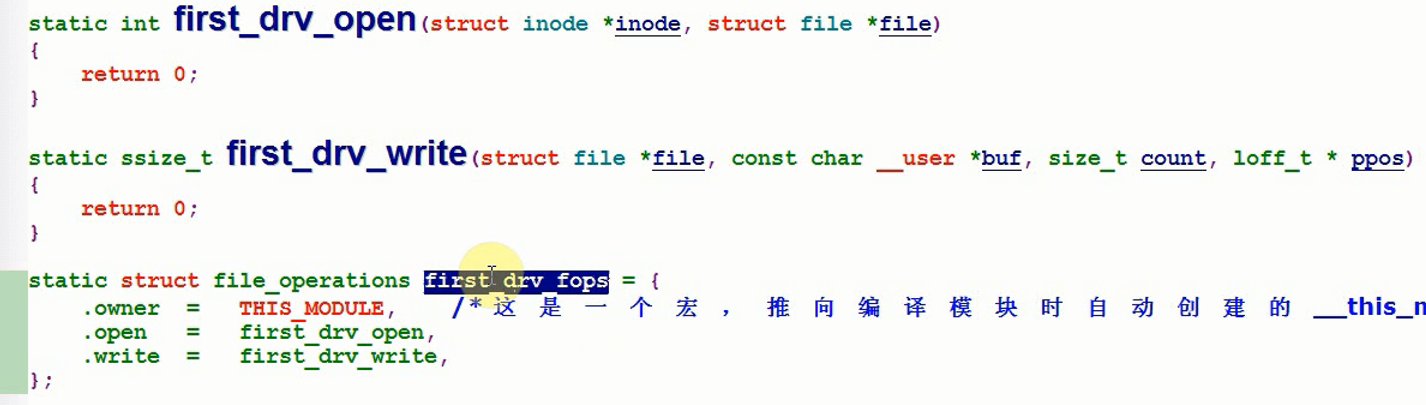 static int first_drv_open(struct inode *inode, struct file *file)
{
    return 0;
}
static ssize_t first_drv_write(struct file *file, const char __user *buf, size_t count, loff_t * ppos)
{
    return 0;
}
static struct file_operations first_drv_fops = {
    .owner  =   THIS_MODULE,    /* 这是一个宏，推向编译模块时自动创建的
    .open   =   first_drv_open,
    .write  =   first_drv_write,
};